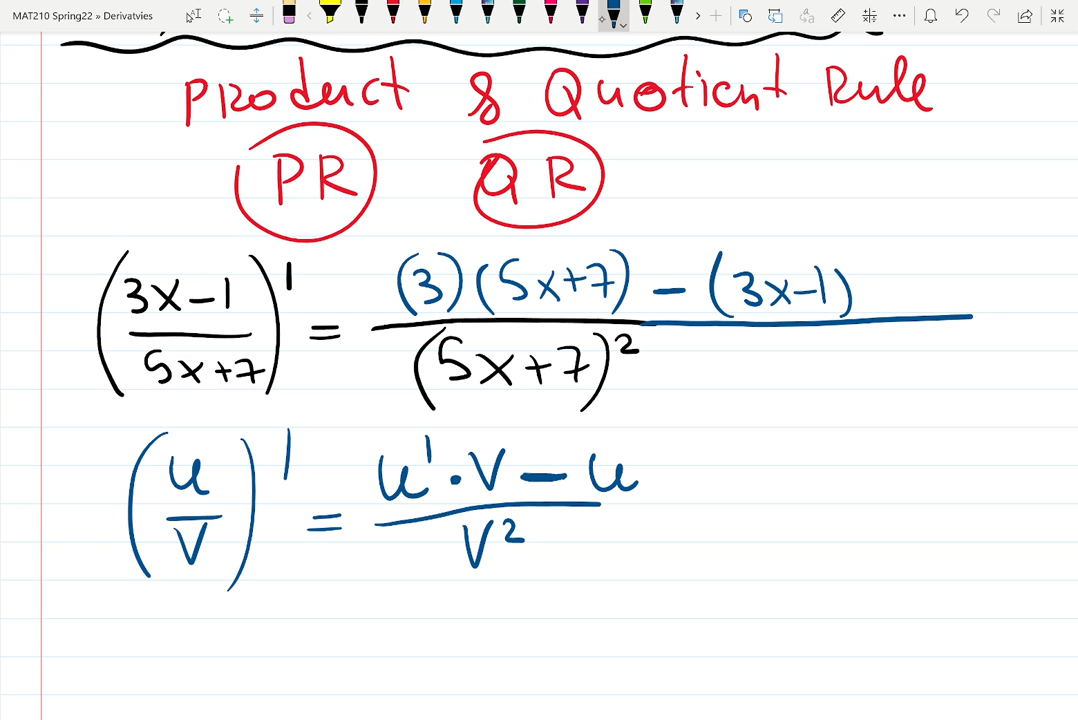 MAT210 Spring22 » Derivatvies
Product & Quotient Rule
PR QR
(3x-1 / 5x+7)' = (3)(5x+7) - (3x-1) / (5x+7)²
(u / v)' = u' · v - u / v²